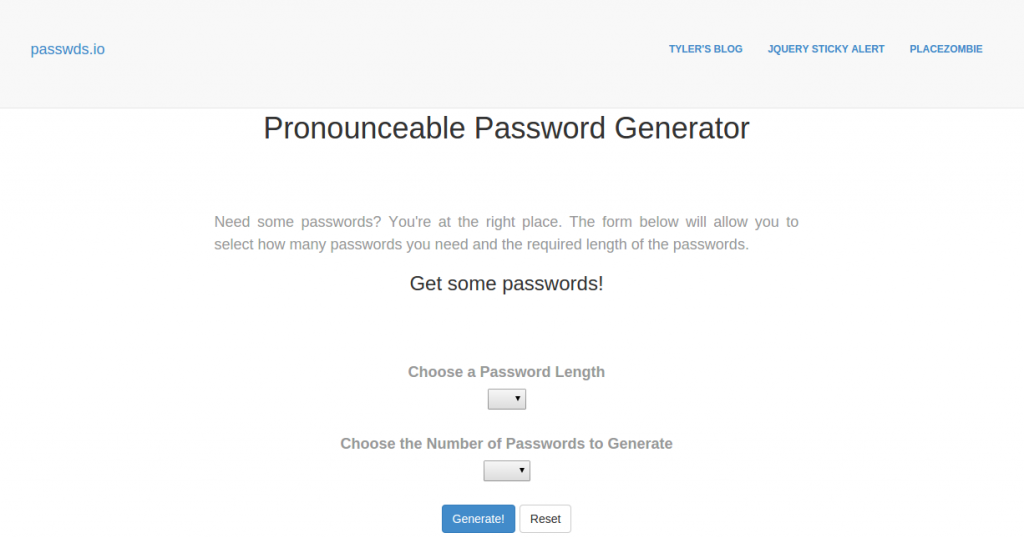 passwds.io
TYLER'S BLOG JQUERY STICKY ALERT PLACEZOMBIE
Pronounceable Password Generator
Need some passwords? You're at the right place. The form below will allow you to
select how many passwords you need and the required length of the passwords.
Get some passwords!
Choose a Password Length
Choose the Number of Passwords to Generate
Generate! Reset